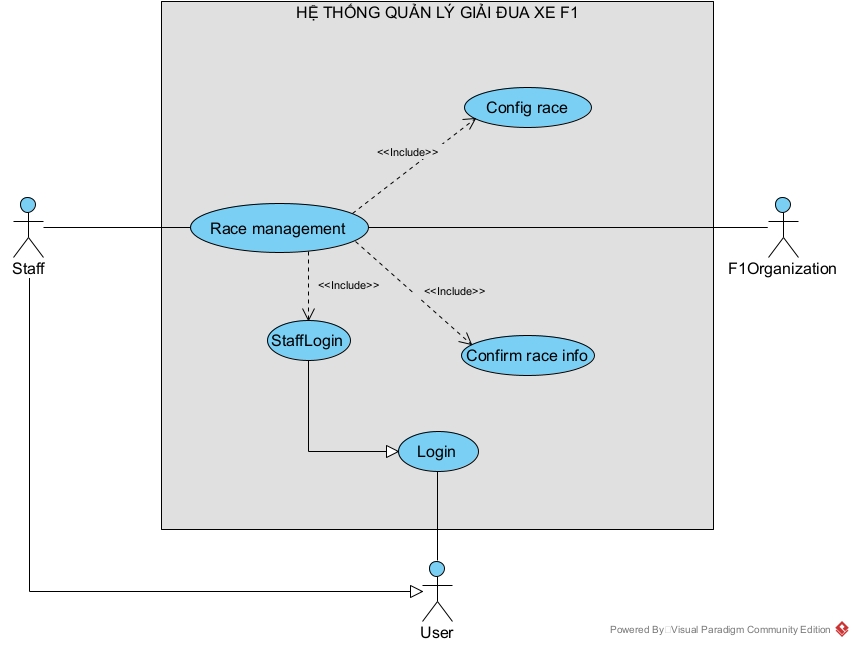 HỆ THỐNG QUẢN LÝ GIẢI ĐUA XE F1
Config race
<<Include>>
Race management
Staff
F1Organization
<<Include>>
<<Include>>
StaffLogin
Confirm race info
Login
User
Powered By Visual Paradigm Community Edition